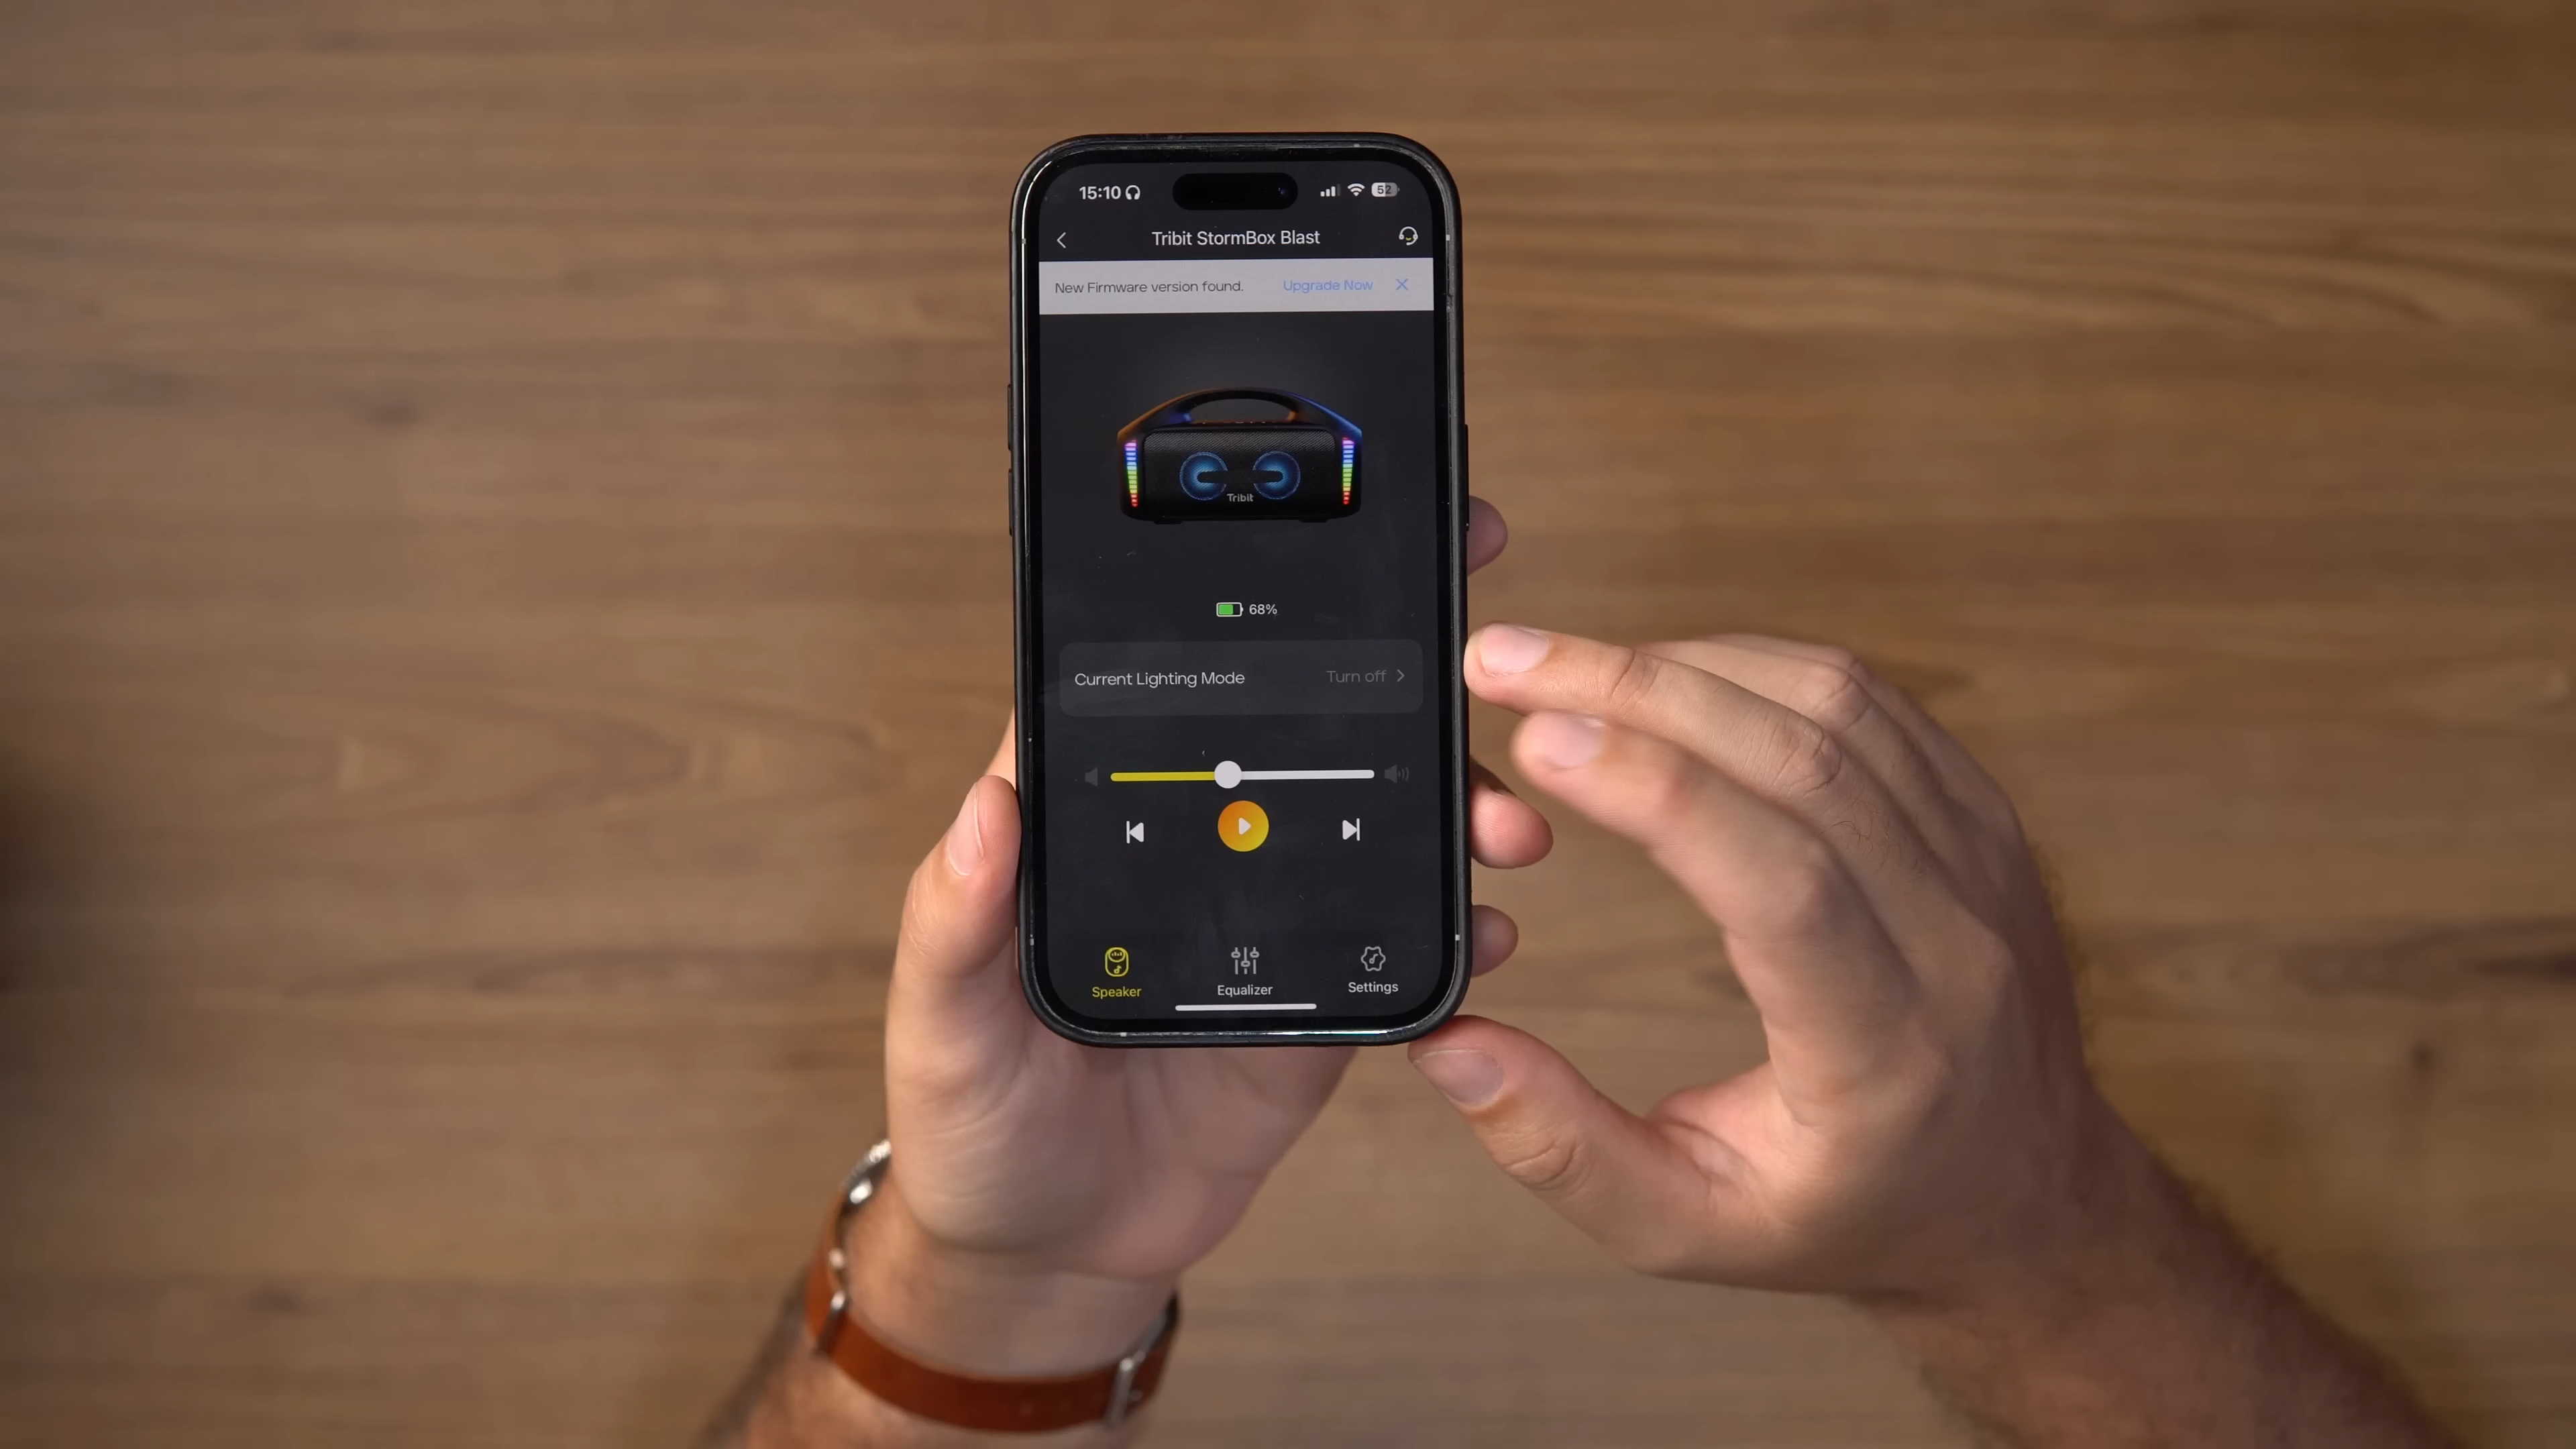 15:10
52
Tribit StormBox Blast
New Firmware version found. Upgrade Now
Tribit
68%
Current Lighting Mode Turn off
Speaker Equalizer Settings